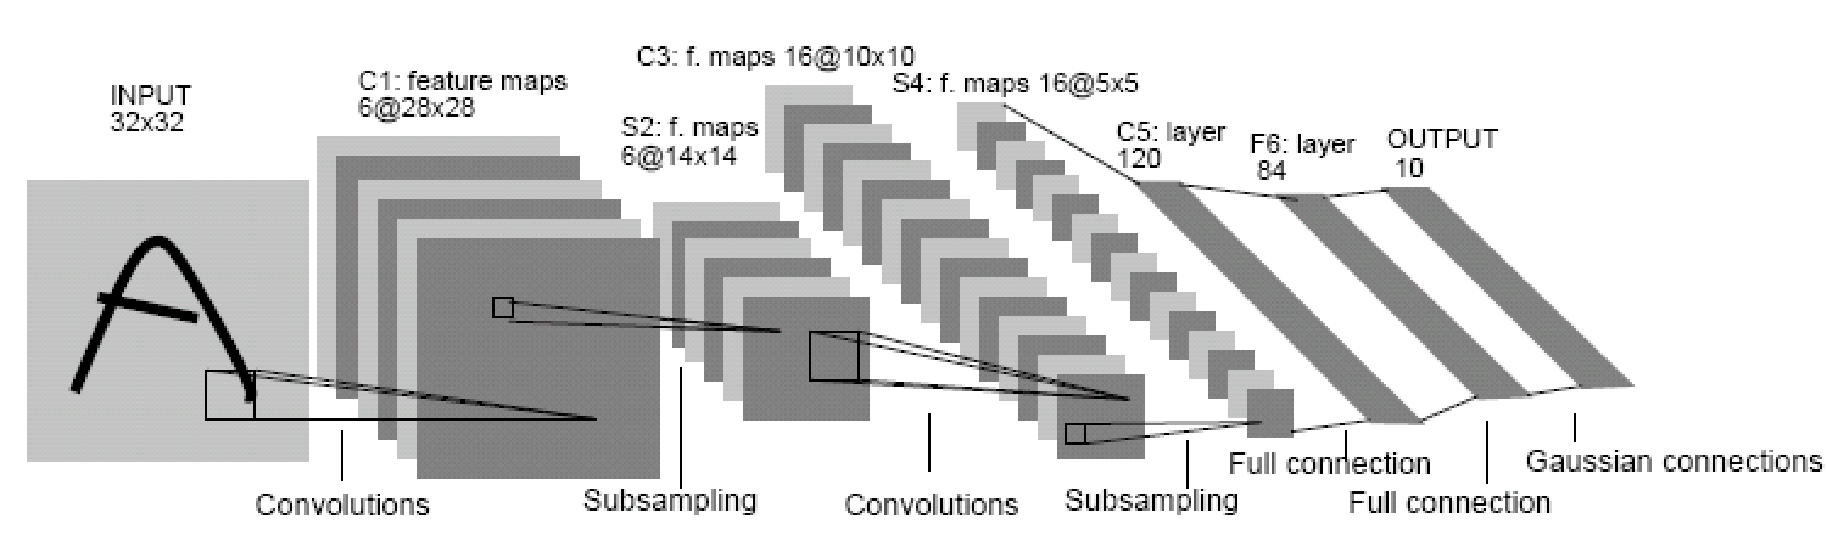 INPUT
32x32
C1: feature maps
6@28x28
S2: f. maps
6@14x14
C3: f. maps 16@10x10
S4: f. maps 16@5x5
C5: layer
120
F6: layer
84
OUTPUT
10
A
Convolutions
Subsampling
Convolutions
Subsampling
Full connection
Full connection
Gaussian connections